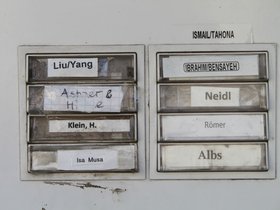 ISMAIL/TAHONA
Liu/Yang
H e
Klein, H.
Isa Musa
IBRAHIM/BENSAYEH
Neidl
Römer
Albs